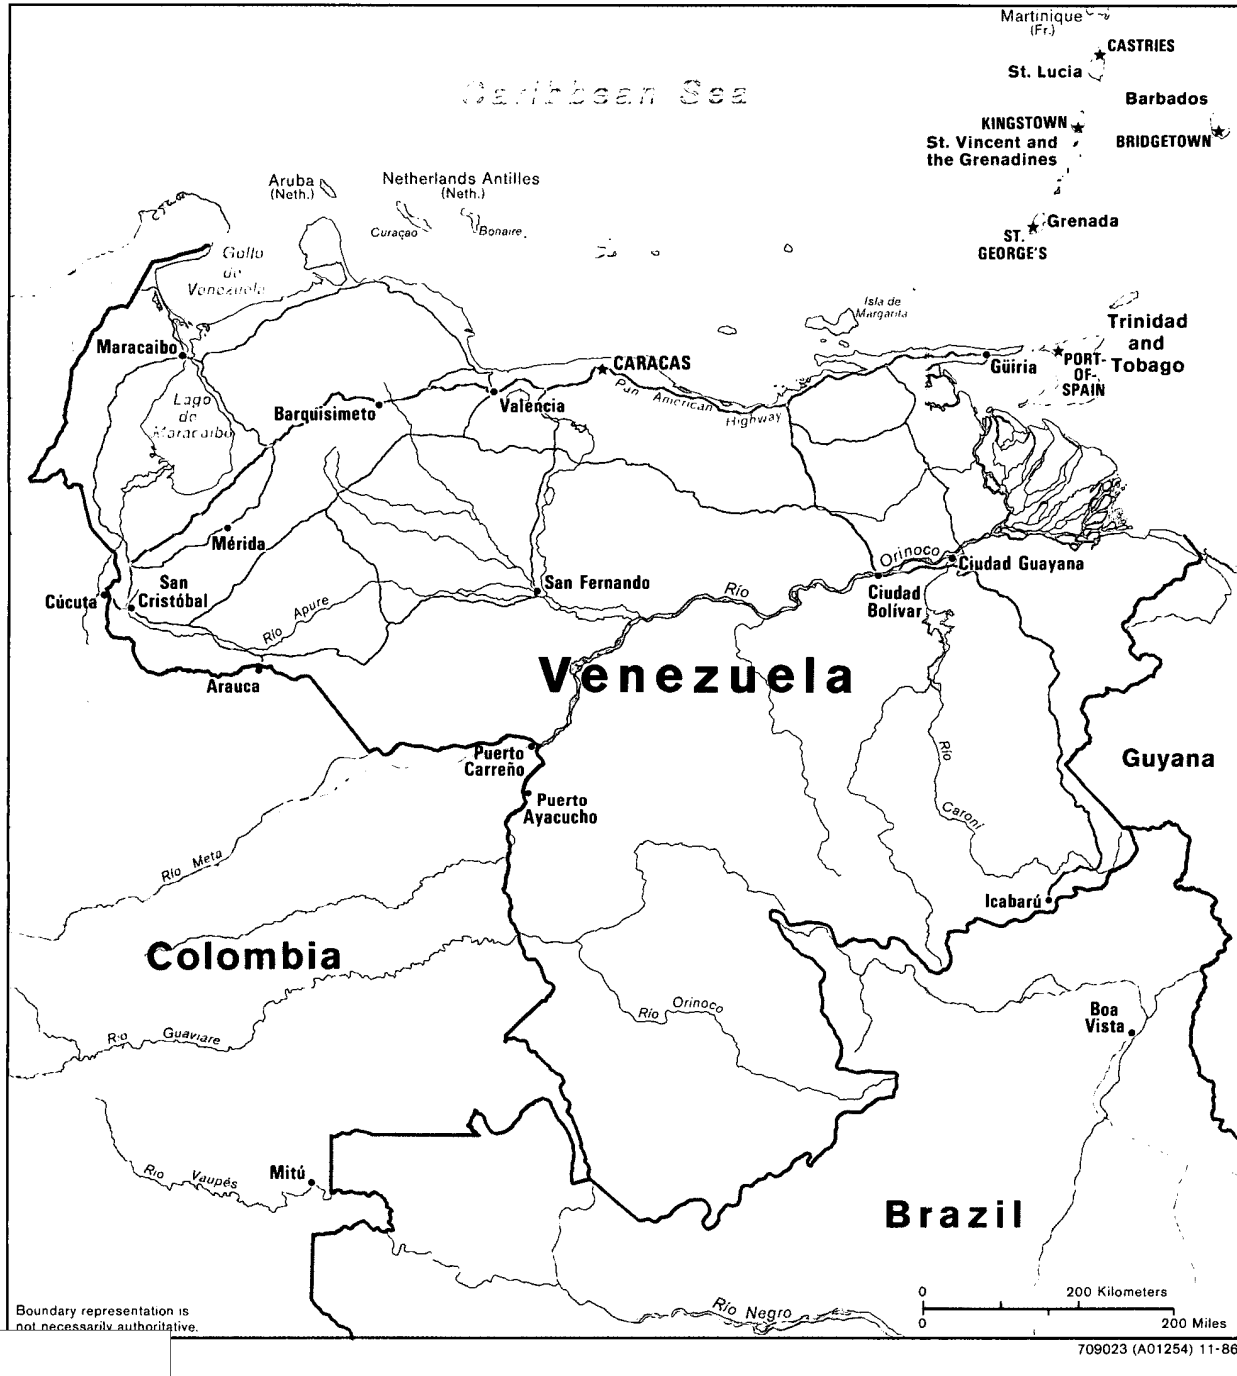 Martinique
(Fr.)
CASTRIES
St. Lucia
Caribbean Sea
Barbados
KINGSTOWN
St. Vincent and
the Grenadines
BRIDGETOWN
Aruba
(Neth.)
Netherlands Antilles
(Neth.)
Curaçao
Bonaire
Grenada
ST.
GEORGE'S
Golfo
de
Venezuela
Isla de
Margarita
Trinidad
and
Tobago
Maracaibo
CARACAS
Güiria
PORT-
OF-
SPAIN
Pan American
Highway
Lago
de
Maracaibo
Barquisimeto
Valencia
Mérida
Orinoco
Ciudad Guayana
San
Cristóbal
Cúcuta
San Fernando
Río
Ciudad
Bolívar
Río Apure
Arauca
Venezuela
Puerto
Carreño
Río
Guyana
Puerto
Ayacucho
Caroní
Río Meta
Icabarú
Colombia
Río Orinoco
Boa
Vista
Río Guaviare
Mitú
Río Vaupés
Brazil
0 200 Kilometers
0 200 Miles
Río Negro
Boundary representation is
not necessarily authoritative.
709023 (A01254) 11-86